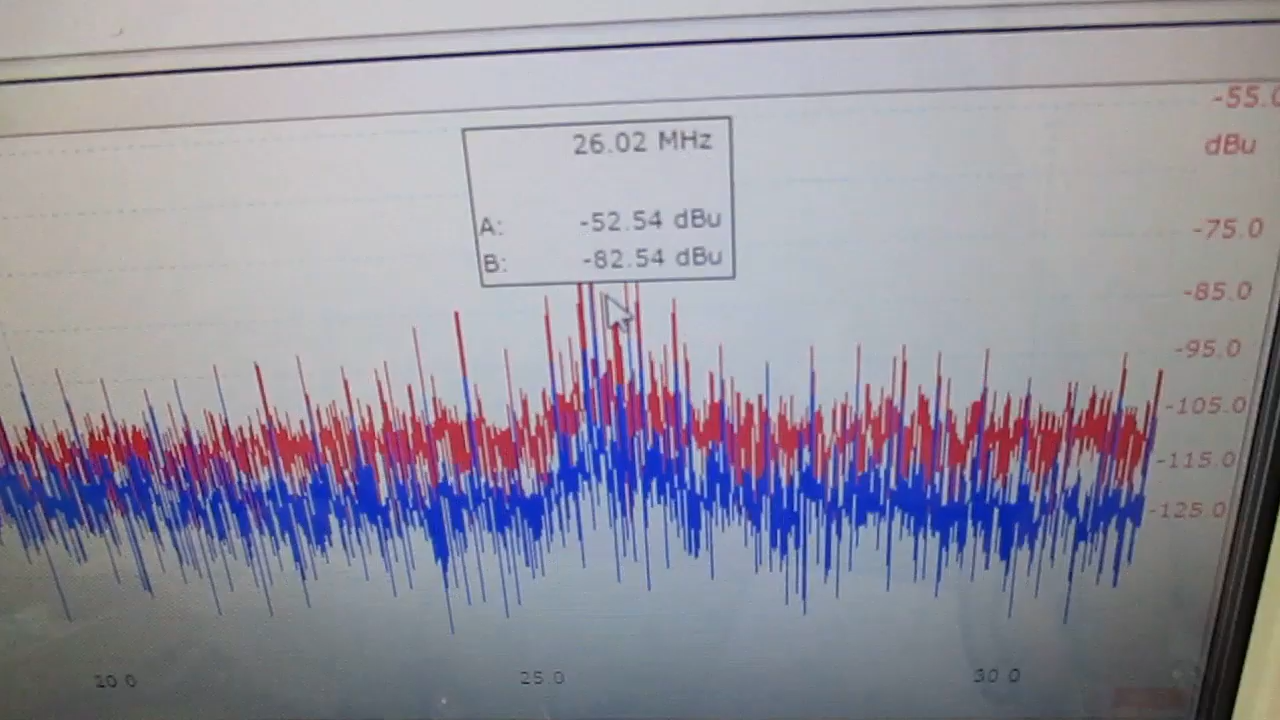 26.02 MHz
A: -52.54 dBu
B: -82.54 dBu
-55.0
dBu
-75.0
-85.0
-95.0
-105.0
-115.0
-125.0
20.0 25.0 30.0